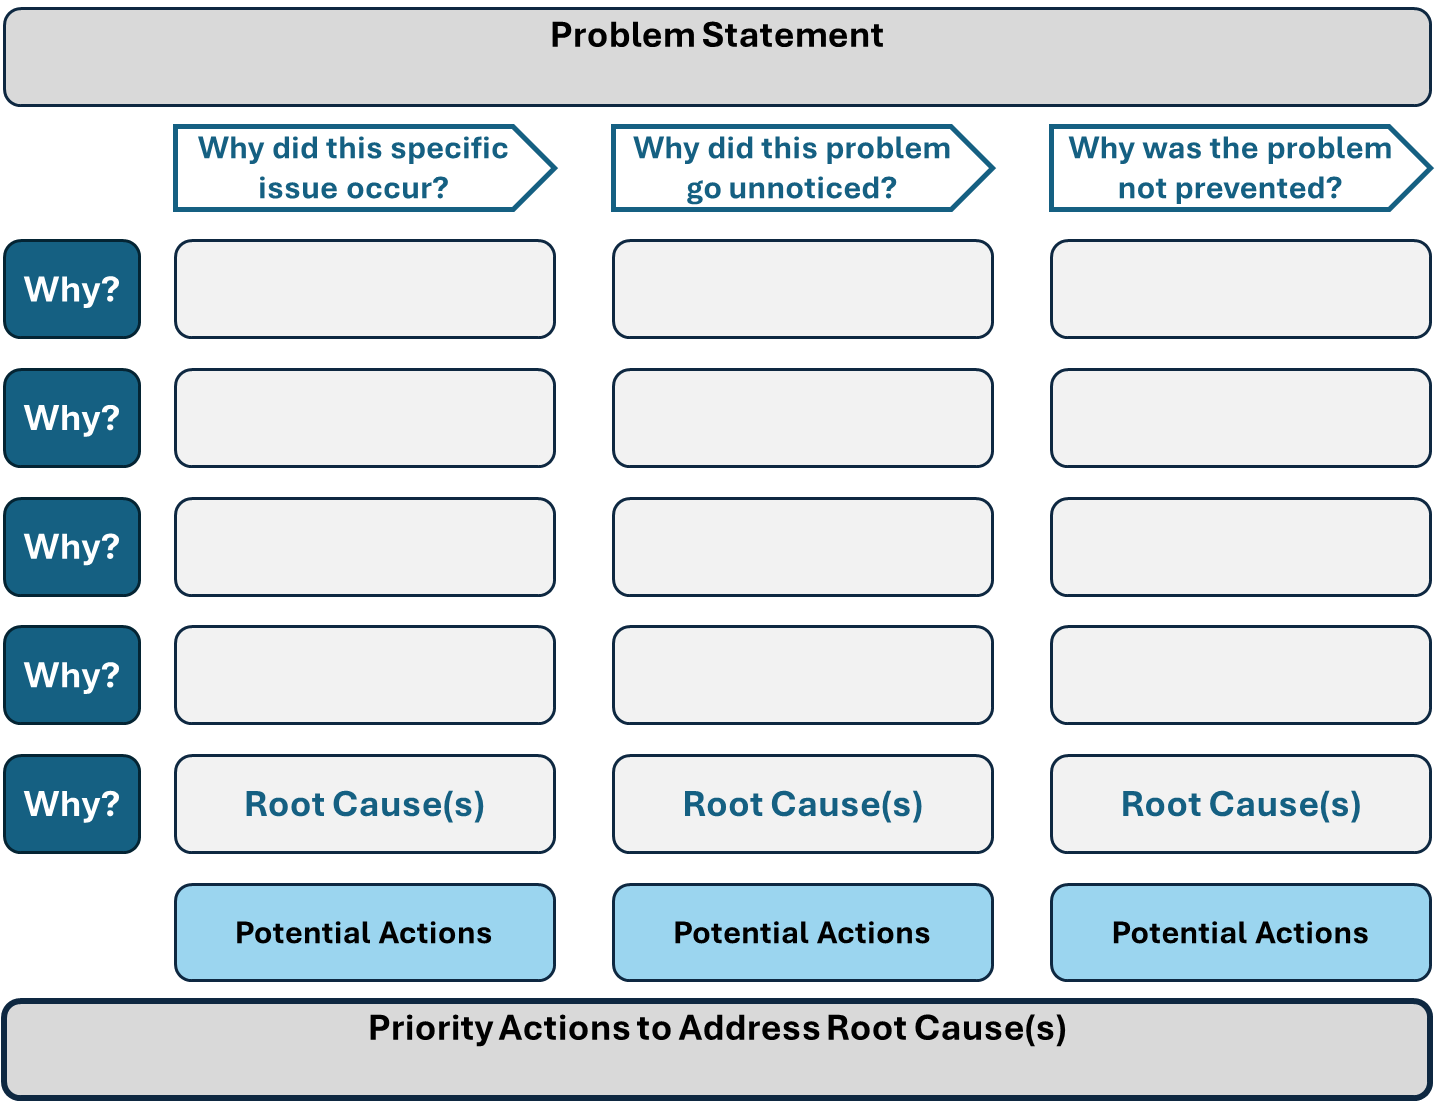 Problem Statement
Why did this specific
issue occur?
Why did this problem
go unnoticed?
Why was the problem
not prevented?
Why?
Why?
Why?
Why?
Why?
Root Cause(s)
Root Cause(s)
Root Cause(s)
Potential Actions
Potential Actions
Potential Actions
Priority Actions to Address Root Cause(s)